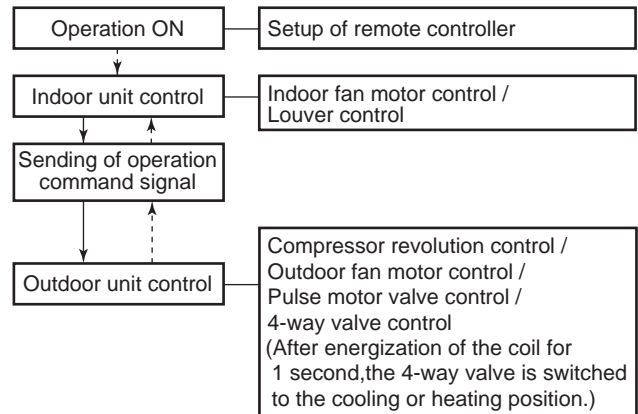 Operation ON
Setup of remote controller
Indoor unit control
Indoor fan motor control /
Louver control
Sending of operation
command signal
Outdoor unit control
Compressor revolution control /
Outdoor fan motor control /
Pulse motor valve control /
4-way valve control
(After energization of the coil for
1 second,the 4-way valve is switched
to the cooling or heating position.)